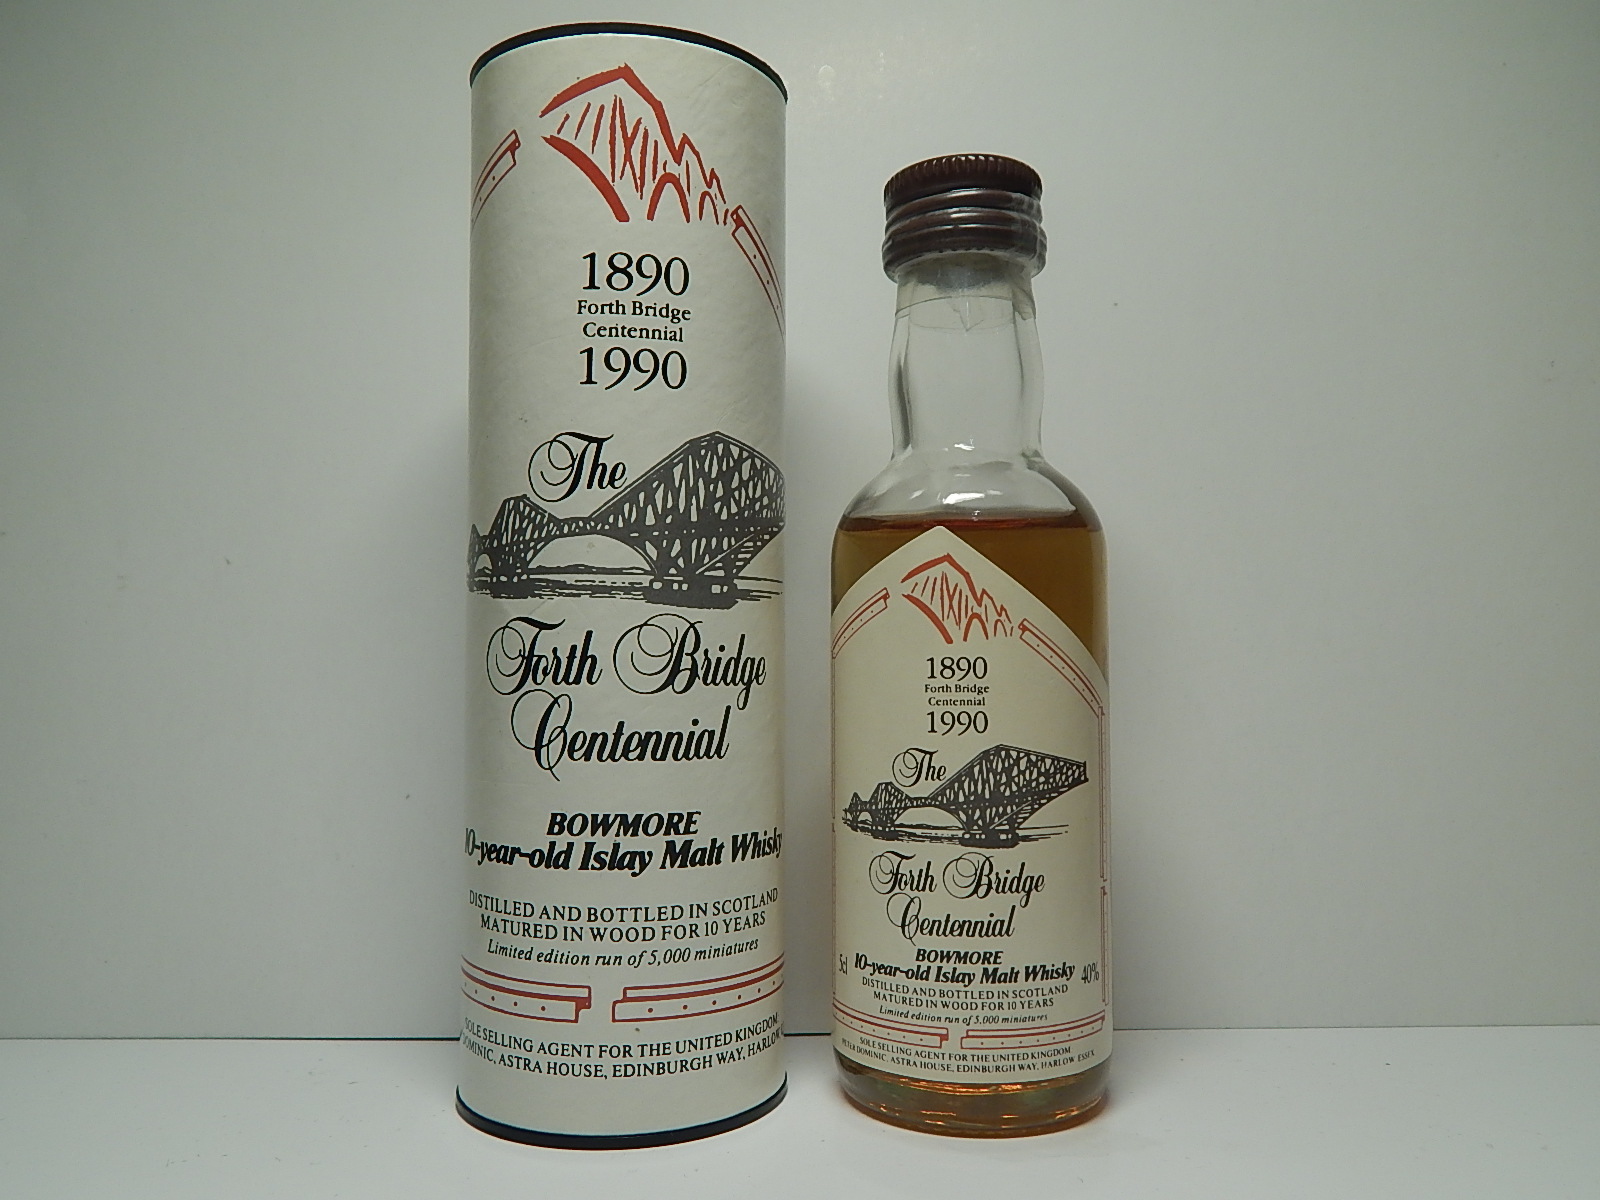 1890
Forth Bridge
Centennial
1990
The
Forth Bridge
Centennial
BOWMORE
10-year-old Islay Malt Whisky
DISTILLED AND BOTTLED IN SCOTLAND
MATURED IN WOOD FOR 10 YEARS
Limited edition run of 5,000 miniatures
SOLE SELLING AGENT FOR THE UNITED KINGDOM
DOMINIC, ASTRA HOUSE, EDINBURGH WAY, HARLOW
1890
Forth Bridge
Centennial
1990
The
Forth Bridge
Centennial
BOWMORE
5cl 10-year-old Islay Malt Whisky 40%
DISTILLED AND BOTTLED IN SCOTLAND
MATURED IN WOOD FOR 10 YEARS
Limited edition run of 5,000 miniatures
SOLE SELLING AGENT FOR THE UNITED KINGDOM
PETER DOMINIC, ASTRA HOUSE, EDINBURGH WAY, HARLOW ESSEX